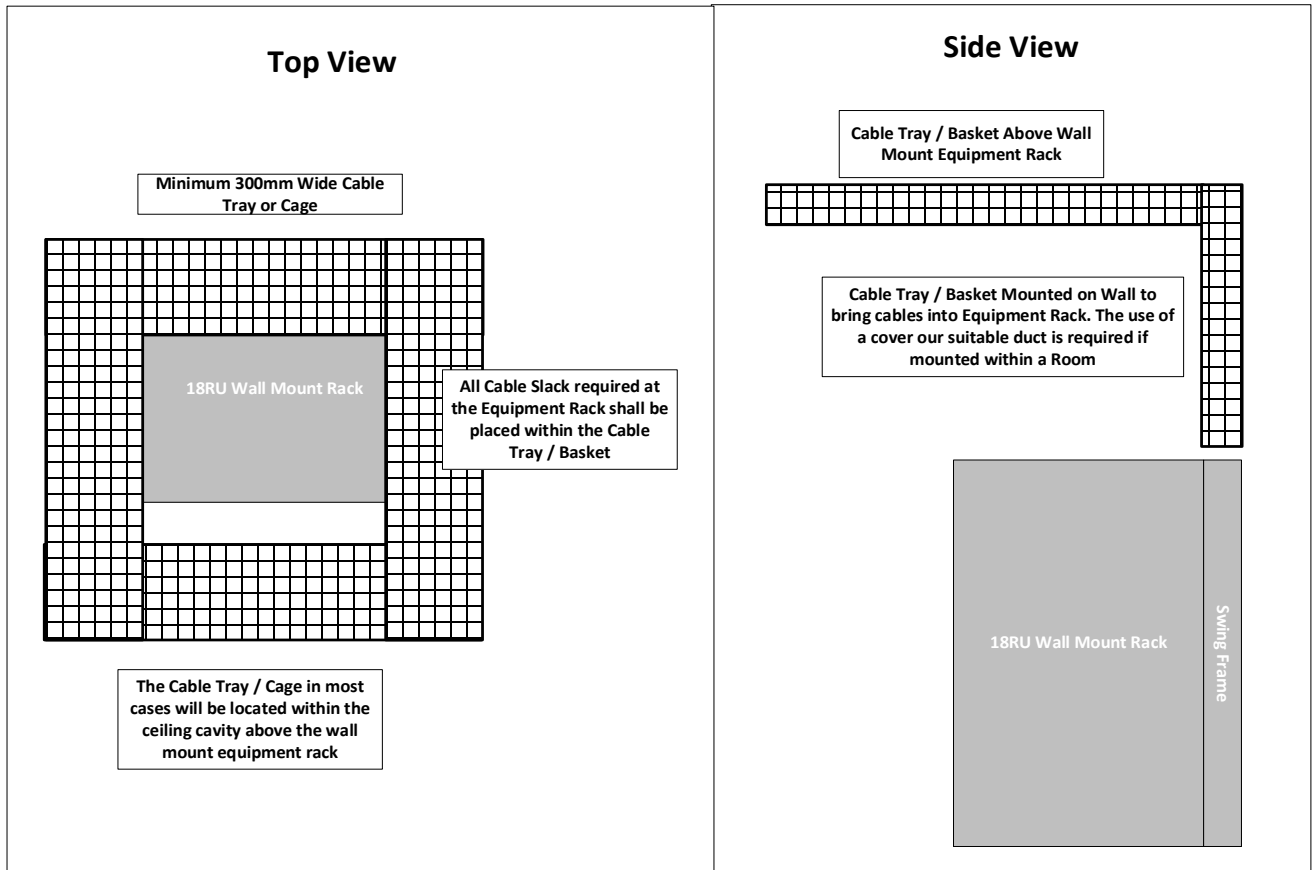 Top View
Minimum 300mm Wide Cable
Tray or Cage
18RU Wall Mount Rack
All Cable Slack required at
the Equipment Rack shall be
placed within the Cable
Tray / Basket
The Cable Tray / Cage in most
cases will be located within the
ceiling cavity above the wall
mount equipment rack
Side View
Cable Tray / Basket Above Wall
Mount Equipment Rack
Cable Tray / Basket Mounted on Wall to
bring cables into Equipment Rack. The use of
a cover our suitable duct is required if
mounted within a Room
18RU Wall Mount Rack
Swing Frame